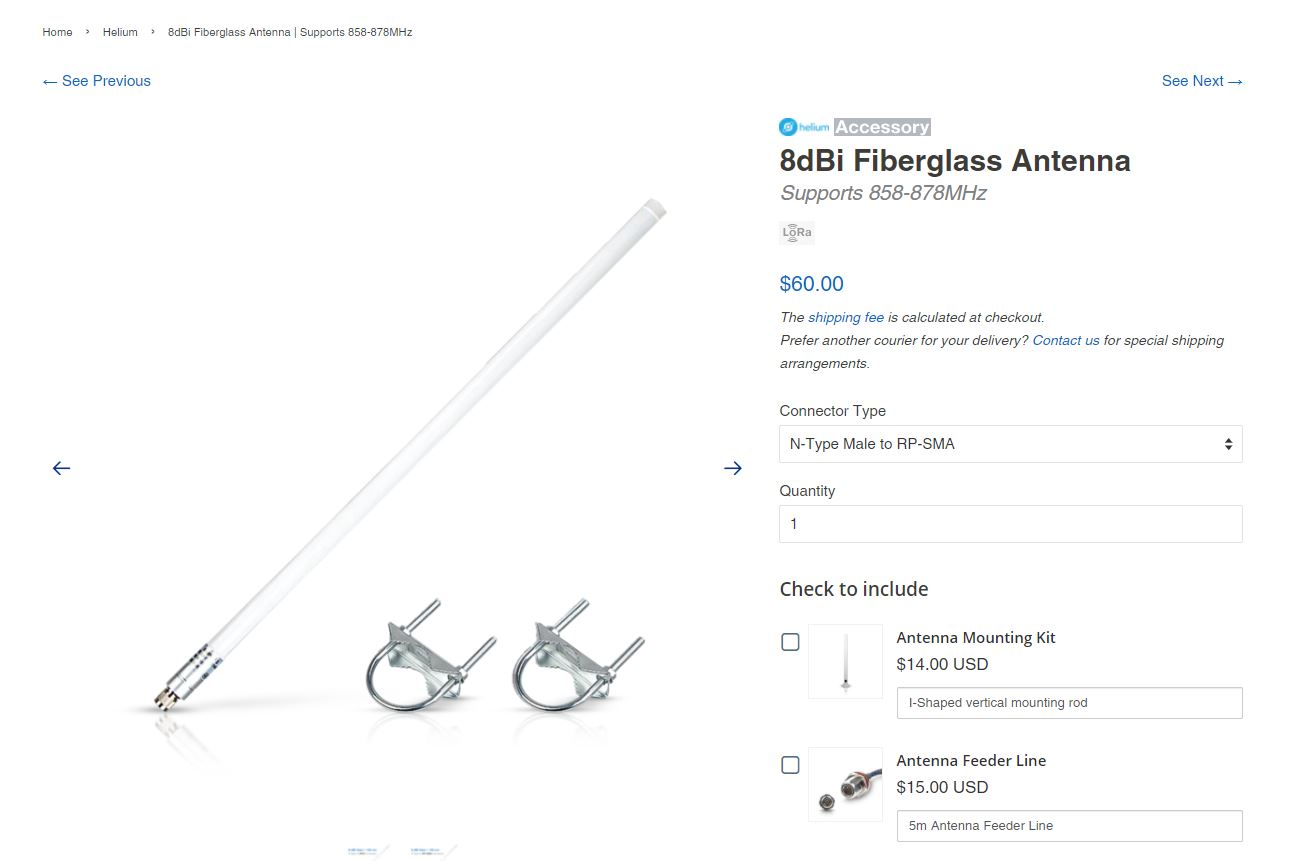 Home › Helium › 8dBi Fiberglass Antenna | Supports 858-878MHz
← See Previous
See Next →
helium Accessory
8dBi Fiberglass Antenna
Supports 858-878MHz
LoRa
$60.00
The shipping fee is calculated at checkout.
Prefer another courier for your delivery? Contact us for special shipping
arrangements.
Connector Type
N-Type Male to RP-SMA
Quantity
1
Check to include
Antenna Mounting Kit
$14.00 USD
I-Shaped vertical mounting rod
Antenna Feeder Line
$15.00 USD
5m Antenna Feeder Line